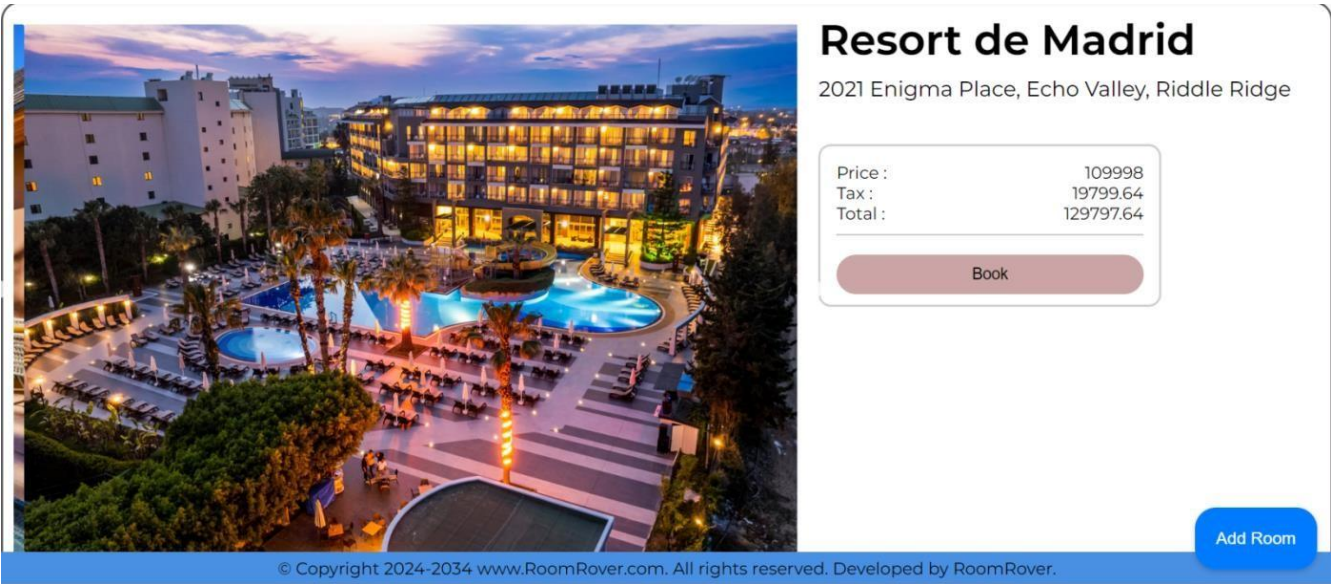 Resort de Madrid
2021 Enigma Place, Echo Valley, Riddle Ridge
Price : 109998
Tax : 19799.64
Total : 129797.64
Book
Add Room
© Copyright 2024-2034 www.RoomRover.com. All rights reserved. Developed by RoomRover.